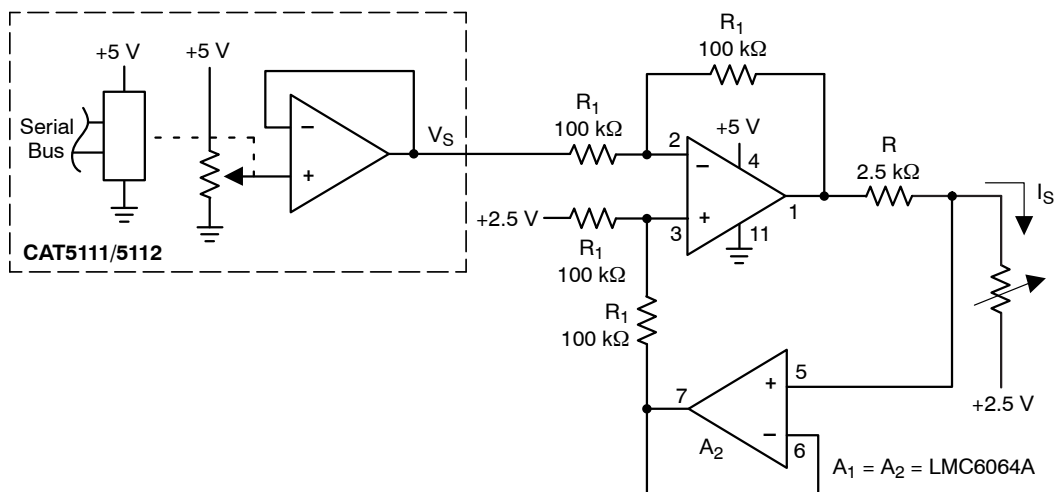 +5 V
+5 V
Serial
Bus
−
+
V_S
CAT5111/5112
R₁
100 kΩ
R₁
100 kΩ
+5 V
2
−
4
+2.5 V
3
+
11
1
R₁
100 kΩ
R
2.5 kΩ
I_S
R₁
100 kΩ
+2.5 V
7
+
5
−
6
A₂
A₁ = A₂ = LMC6064A